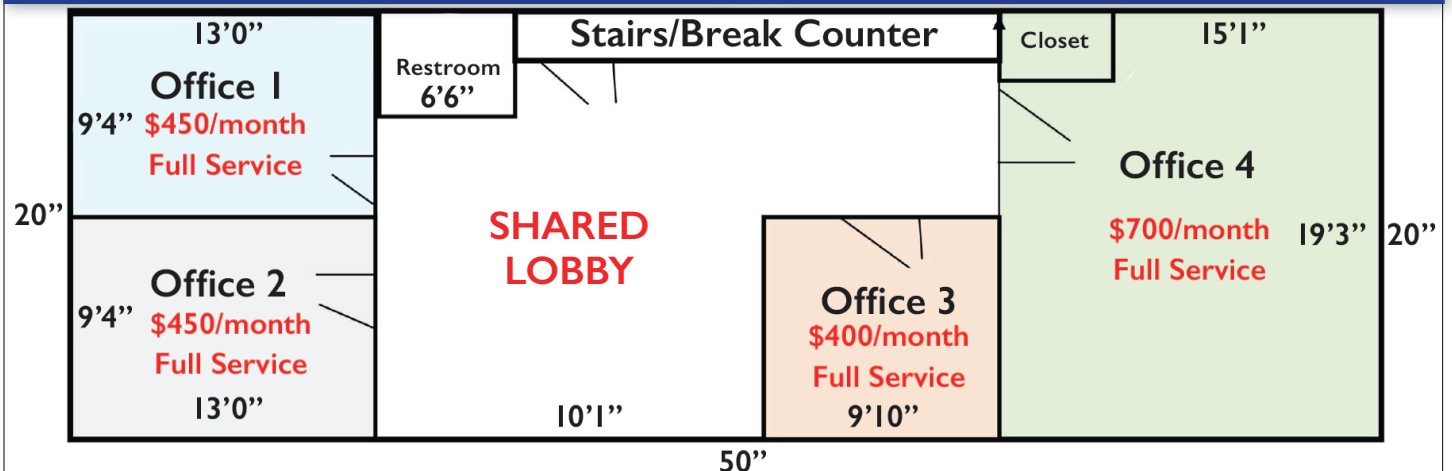 13’0”
Office 1
9’4”
$450/month
Full Service
Restroom
6’6”
Stairs/Break Counter
Closet
15’1”
Office 4
$700/month
Full Service
19’3”
20”
20”
SHARED
LOBBY
Office 2
9’4”
$450/month
Full Service
13’0”
Office 3
$400/month
Full Service
9’10”
10’1”
50”